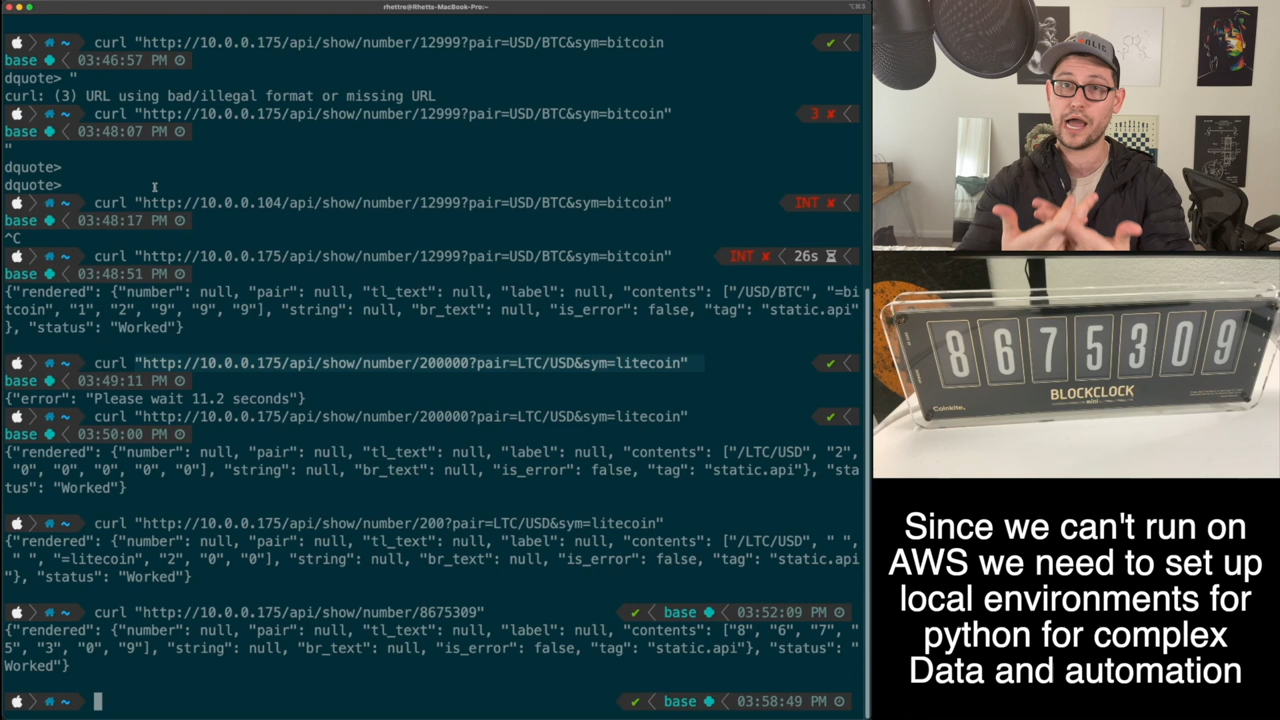 rhettre@Rhetts-MacBook-Pro:~
⌥⌘3
~ curl "http://10.0.0.175/api/show/number/12999?pair=USD/BTC&sym=bitcoin
base 03:46:57 PM
dquote> "
curl: (3) URL using bad/illegal format or missing URL
~ curl "http://10.0.0.175/api/show/number/12999?pair=USD/BTC&sym=bitcoin" 3 ✘
base 03:48:07 PM
"
dquote>
dquote>
~ curl "http://10.0.0.104/api/show/number/12999?pair=USD/BTC&sym=bitcoin" INT ✘
base 03:48:17 PM
^C
~ curl "http://10.0.0.175/api/show/number/12999?pair=USD/BTC&sym=bitcoin" INT ✘ 26s
base 03:48:51 PM
{"rendered": {"number": null, "pair": null, "tl_text": null, "label": null, "contents": ["/USD/BTC", "=bi
tcoin", "1", "2", "9", "9", "9"], "string": null, "br_text": null, "is_error": false, "tag": "static.api"
}, "status": "Worked"}
~ curl "http://10.0.0.175/api/show/number/200000?pair=LTC/USD&sym=litecoin"
base 03:49:11 PM
{"error": "Please wait 11.2 seconds"}
~ curl "http://10.0.0.175/api/show/number/200000?pair=LTC/USD&sym=litecoin"
base 03:50:00 PM
{"rendered": {"number": null, "pair": null, "tl_text": null, "label": null, "contents": ["/LTC/USD", "2",
"0", "0", "0", "0", "0"], "string": null, "br_text": null, "is_error": false, "tag": "static.api"}, "sta
tus": "Worked"}
~ curl "http://10.0.0.175/api/show/number/200?pair=LTC/USD&sym=litecoin"
{"rendered": {"number": null, "pair": null, "tl_text": null, "label": null, "contents": ["/LTC/USD", " ",
" ", "=litecoin", "2", "0", "0"], "string": null, "br_text": null, "is_error": false, "tag": "static.api
"}, "status": "Worked"}
~ curl "http://10.0.0.175/api/show/number/8675309" base 03:52:09 PM
{"rendered": {"number": null, "pair": null, "tl_text": null, "label": null, "contents": ["8", "6", "7", "
5", "3", "0", "9"], "string": null, "br_text": null, "is_error": false, "tag": "static.api"}, "status": "
Worked"}
~ base 03:58:49 PM
8675309
BLOCKCLOCK
mini
Coinkite
Since we can't run on
AWS we need to set up
local environments for
python for complex
Data and automation